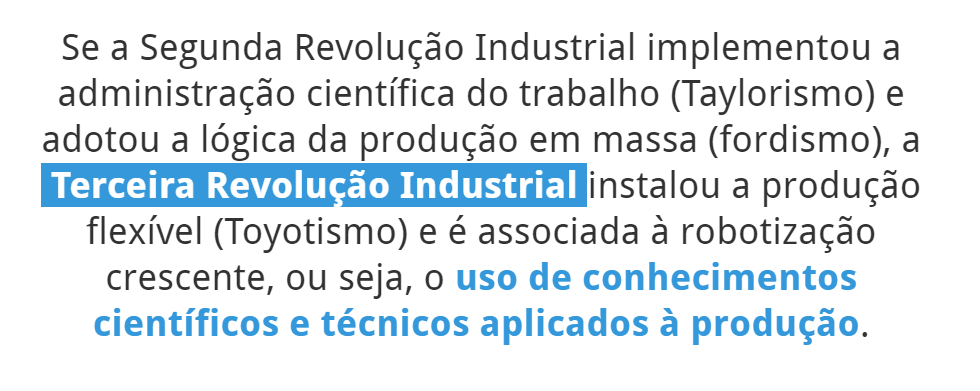 Se a Segunda Revolução Industrial implementou a
administração científica do trabalho (Taylorismo) e
adotou a lógica da produção em massa (fordismo), a
Terceira Revolução Industrial instalou a produção
flexível (Toyotismo) e é associada à robotização
crescente, ou seja, o uso de conhecimentos
científicos e técnicos aplicados à produção.